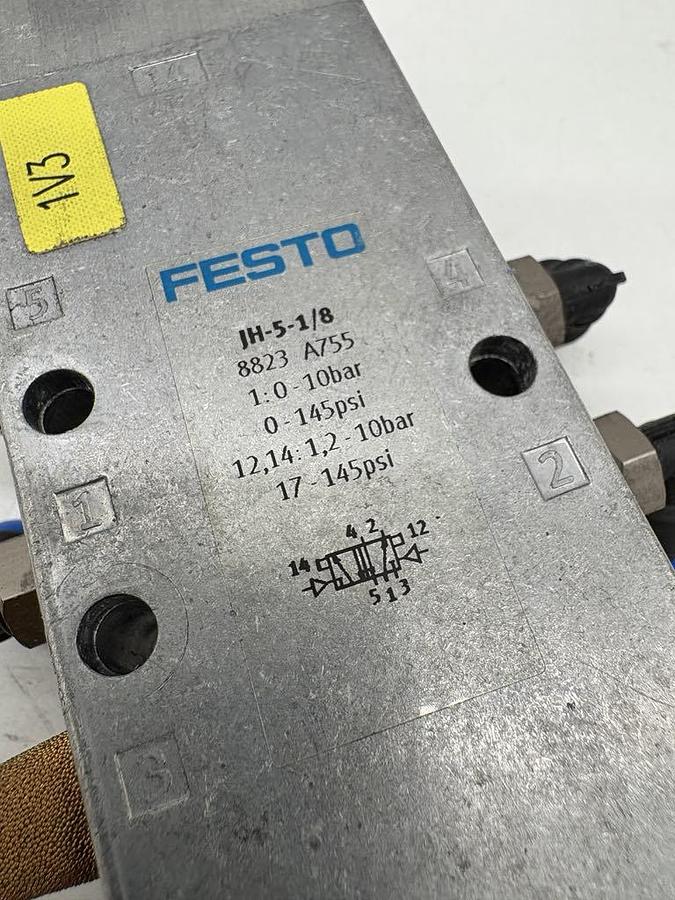 14
1V3
5
FESTO
4
JH-5-1/8
8823 A755
1: 0 - 10bar
0 - 145psi
12,14: 1,2 - 10bar
17 - 145psi
2
1
4 2 12
14
5 1 3
3